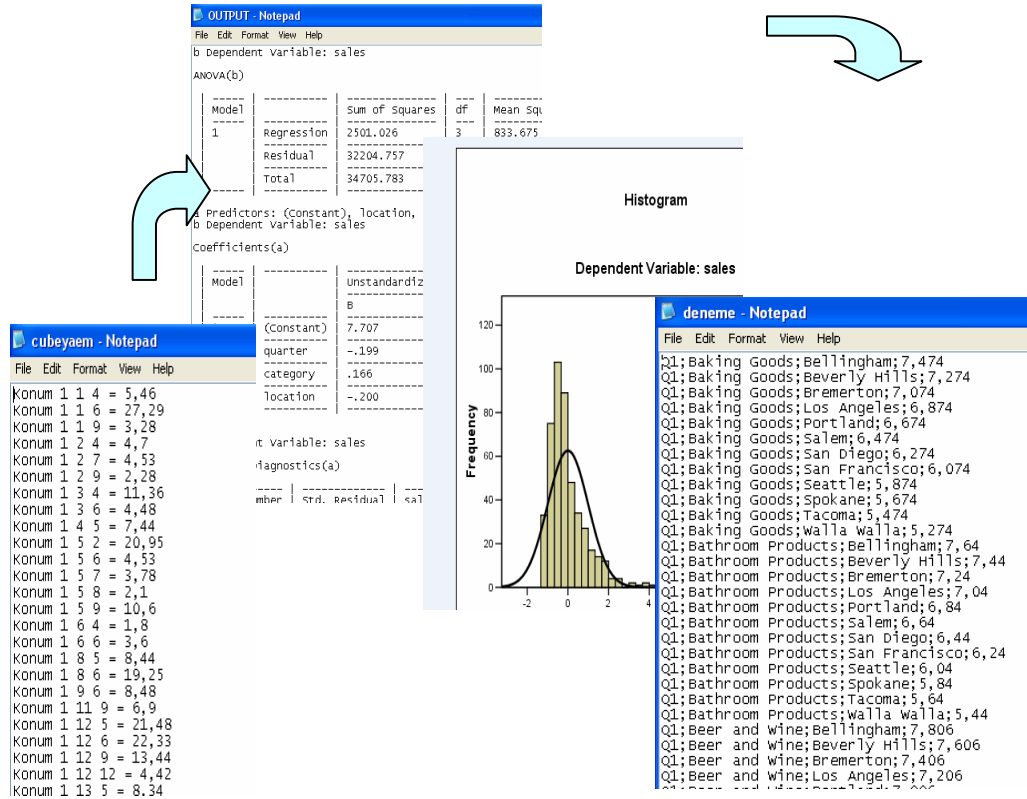 OUTPUT - Notepad
File Edit Format View Help
b Dependent Variable: sales
ANOVA(b)
Model Sum of Squares df Mean Squ
1 Regression 2501.026 3 833.675
Residual 32204.757
Total 34705.783
a Predictors: (Constant), location,
b Dependent Variable: sales
Coefficients(a)
Model Unstandardiz
B
(Constant) 7.707
quarter -.199
category .166
location -.200
Variable: sales
iagnostics(a)
mber Std. Residual sal
Histogram
Dependent Variable: sales
Frequency
120
100
80
60
40
20
0
-2 0 2 4
cubeyaem - Notepad
File Edit Format View Help
Konum 1 1 4 = 5,46
Konum 1 1 6 = 27,29
Konum 1 1 9 = 3,28
Konum 1 2 4 = 4,7
Konum 1 2 7 = 4,53
Konum 1 2 9 = 2,28
Konum 1 3 4 = 11,36
Konum 1 3 6 = 4,48
Konum 1 4 5 = 7,44
Konum 1 5 2 = 20,95
Konum 1 5 6 = 4,53
Konum 1 5 7 = 3,78
Konum 1 5 8 = 2,1
Konum 1 5 9 = 10,6
Konum 1 6 4 = 1,8
Konum 1 6 6 = 3,6
Konum 1 8 5 = 8,44
Konum 1 8 6 = 19,25
Konum 1 9 6 = 8,48
Konum 1 11 9 = 6,9
Konum 1 12 5 = 21,48
Konum 1 12 6 = 22,33
Konum 1 12 9 = 13,44
Konum 1 12 12 = 4,42
Konum 1 13 5 = 8,34
deneme - Notepad
File Edit Format View Help
Q1;Baking Goods;Bellingham;7,474
Q1;Baking Goods;Beverly Hills;7,274
Q1;Baking Goods;Bremerton;7,074
Q1;Baking Goods;Los Angeles;6,874
Q1;Baking Goods;Portland;6,674
Q1;Baking Goods;Salem;6,474
Q1;Baking Goods;San Diego;6,274
Q1;Baking Goods;San Francisco;6,074
Q1;Baking Goods;Seattle;5,874
Q1;Baking Goods;Spokane;5,674
Q1;Baking Goods;Tacoma;5,474
Q1;Baking Goods;Walla Walla;5,274
Q1;Bathroom Products;Bellingham;7,64
Q1;Bathroom Products;Beverly Hills;7,44
Q1;Bathroom Products;Bremerton;7,24
Q1;Bathroom Products;Los Angeles;7,04
Q1;Bathroom Products;Portland;6,84
Q1;Bathroom Products;Salem;6,64
Q1;Bathroom Products;San Diego;6,44
Q1;Bathroom Products;San Francisco;6,24
Q1;Bathroom Products;Seattle;6,04
Q1;Bathroom Products;Spokane;5,84
Q1;Bathroom Products;Tacoma;5,64
Q1;Bathroom Products;Walla Walla;5,44
Q1;Beer and Wine;Bellingham;7,806
Q1;Beer and Wine;Beverly Hills;7,606
Q1;Beer and Wine;Bremerton;7,406
Q1;Beer and Wine;Los Angeles;7,206